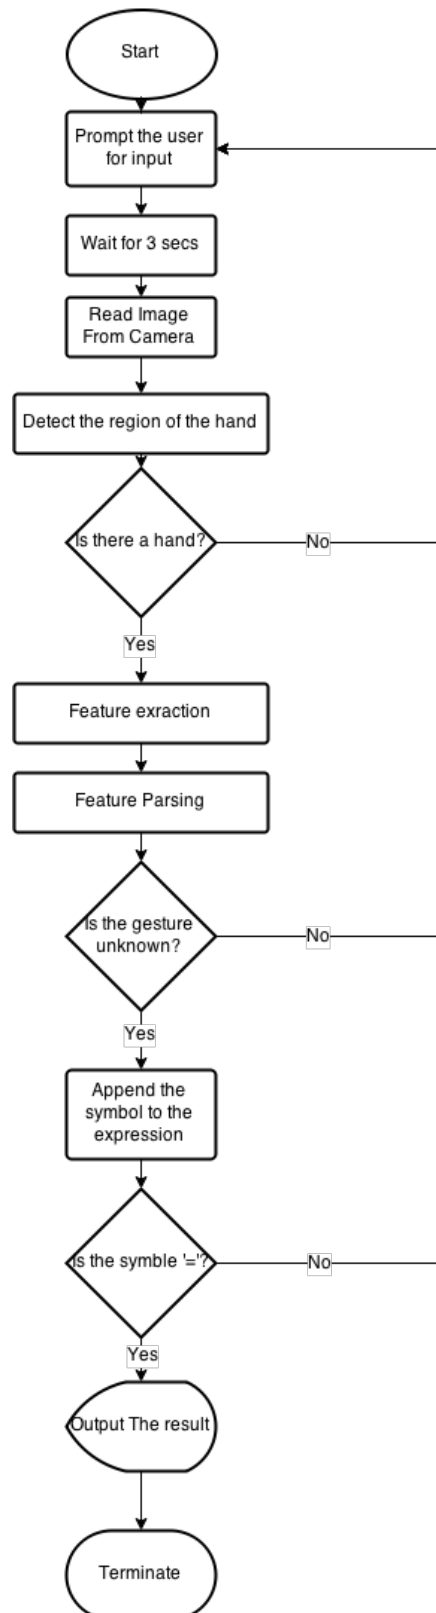 Start
Prompt the user
for input
Wait for 3 secs
Read Image
From Camera
Detect the region of the hand
Is there a hand?
No
Yes
Feature exraction
Feature Parsing
Is the gesture
unknown?
No
Yes
Append the
symbol to the
expression
Is the symble '='?
No
Yes
Output The result
Terminate